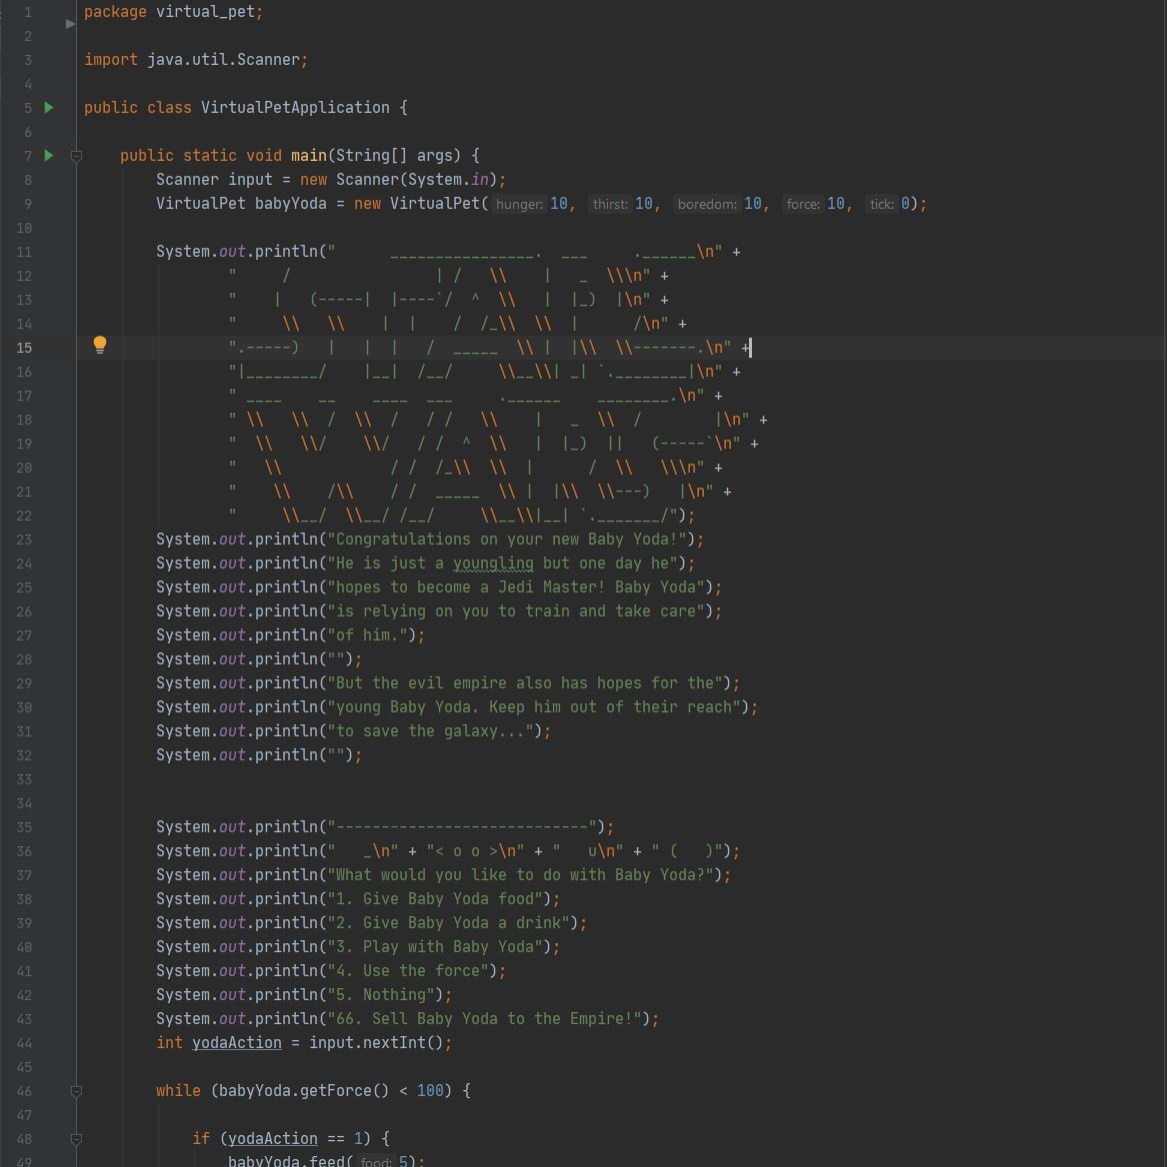 1 package virtual_pet;
2
3 import java.util.Scanner;
4
5 public class VirtualPetApplication {
6
7 public static void main(String[] args) {
8 Scanner input = new Scanner(System.in);
9 VirtualPet babyYoda = new VirtualPet( hunger: 10, thirst: 10, boredom: 10, force: 10, tick: 0);
10
11 System.out.println("      ________________.  ___     .______\n" +
12 "     /                | /   \\    |   _  \\\n" +
13 "    |   (-----|  |----`/  ^  \\   |  |_)  |\n" +
14 "     \\   \\    |  |    /  /_\\  \\  |      /\n" +
15 ".-----)   |   |  |   /  _____  \\ |  |\\  \\-------.\n" +
16 "|________/    |__|  /__/     \\__\\| _| `.________|\n" +
17 " ____    __    ____  ___     .______    ________.\n" +
18 " \\   \\  /  \\  /   / /   \\    |   _  \\  /        |\n" +
19 "  \\   \\/    \\/   / /  ^  \\   |  |_)  ||   (-----`\n" +
20 "   \\            / /  /_\\  \\  |      /  \\   \\\n" +
21 "    \\    /\\    / /  _____  \\ |  |\\  \\---)   |\n" +
22 "     \\__/  \\__/ /__/     \\__\\|__| `._______/");
23 System.out.println("Congratulations on your new Baby Yoda!");
24 System.out.println("He is just a youngling but one day he");
25 System.out.println("hopes to become a Jedi Master! Baby Yoda");
26 System.out.println("is relying on you to train and take care");
27 System.out.println("of him.");
28 System.out.println("");
29 System.out.println("But the evil empire also has hopes for the");
30 System.out.println("young Baby Yoda. Keep him out of their reach");
31 System.out.println("to save the galaxy...");
32 System.out.println("");
33
34
35 System.out.println("----------------------------");
36 System.out.println("   _\n" + "< o o >\n" + "   u\n" + " (   )");
37 System.out.println("What would you like to do with Baby Yoda?");
38 System.out.println("1. Give Baby Yoda food");
39 System.out.println("2. Give Baby Yoda a drink");
40 System.out.println("3. Play with Baby Yoda");
41 System.out.println("4. Use the force");
42 System.out.println("5. Nothing");
43 System.out.println("66. Sell Baby Yoda to the Empire!");
44 int yodaAction = input.nextInt();
45
46 while (babyYoda.getForce() < 100) {
47
48 if (yodaAction == 1) {
49 babyYoda.feed( food: 5);